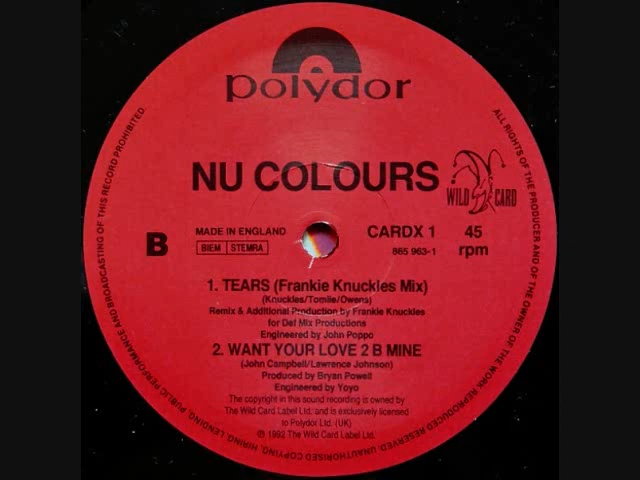 polydor
NU COLOURS
WILD CARD
B
MADE IN ENGLAND
BIEM STEMRA
CARDX 1
865 963-1
45
rpm
1. TEARS (Frankie Knuckles Mix)
(Knuckles/Tomlie/Owens)
Remix & Additional Production by Frankie Knuckles
for Def Mix Productions
Engineered by John Poppo
2. WANT YOUR LOVE 2 B MINE
(John Campbell/Lawrence Johnson)
Produced by Bryan Powell
Engineered by Yoyo
The copyright in this sound recording is owned by
The Wild Card Label Ltd. and is exclusively licensed
to Polydor Ltd. (UK)
℗ 1992 The Wild Card Label Ltd.
ALL RIGHTS OF THE PRODUCER AND OF THE OWNER OF THE WORK REPRODUCED RESERVED. UNAUTHORISED COPYING, HIRING, LENDING, PUBLIC PERFORMANCE AND BROADCASTING OF THIS RECORD PROHIBITED.